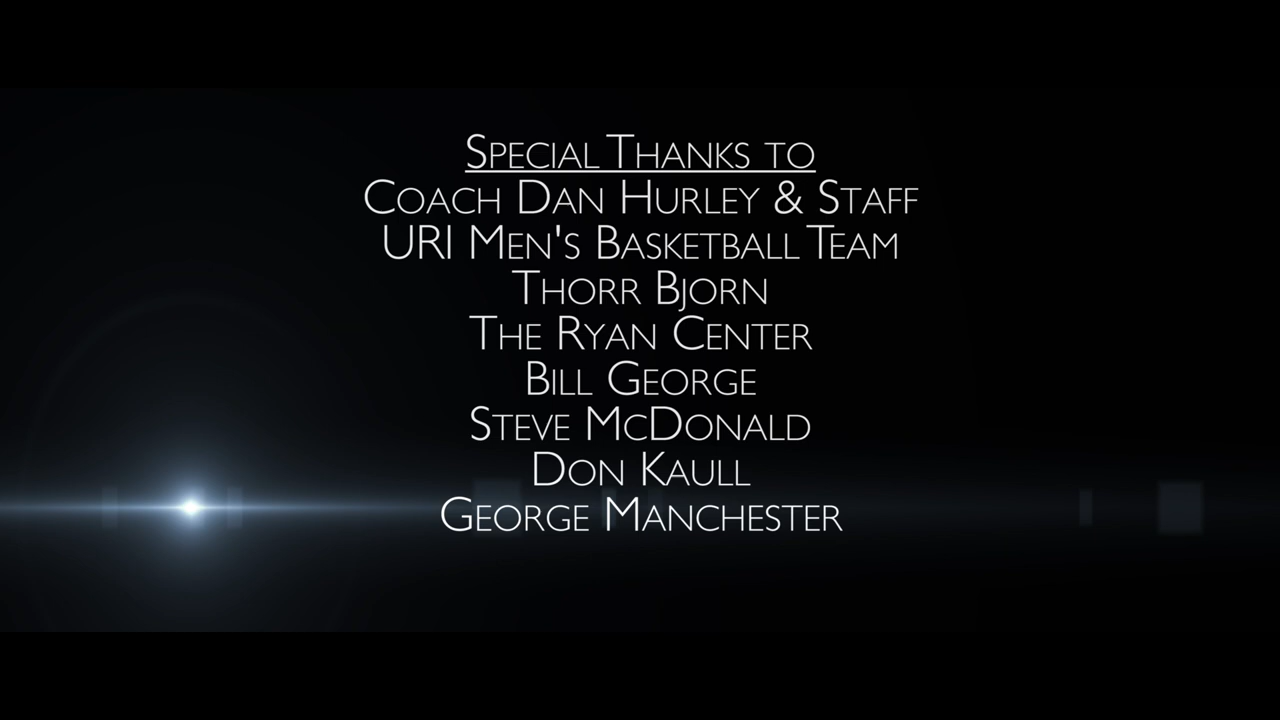 Special Thanks to
Coach Dan Hurley & Staff
URI Men's Basketball Team
Thorr Bjorn
The Ryan Center
Bill George
Steve McDonald
Don Kaull
George Manchester